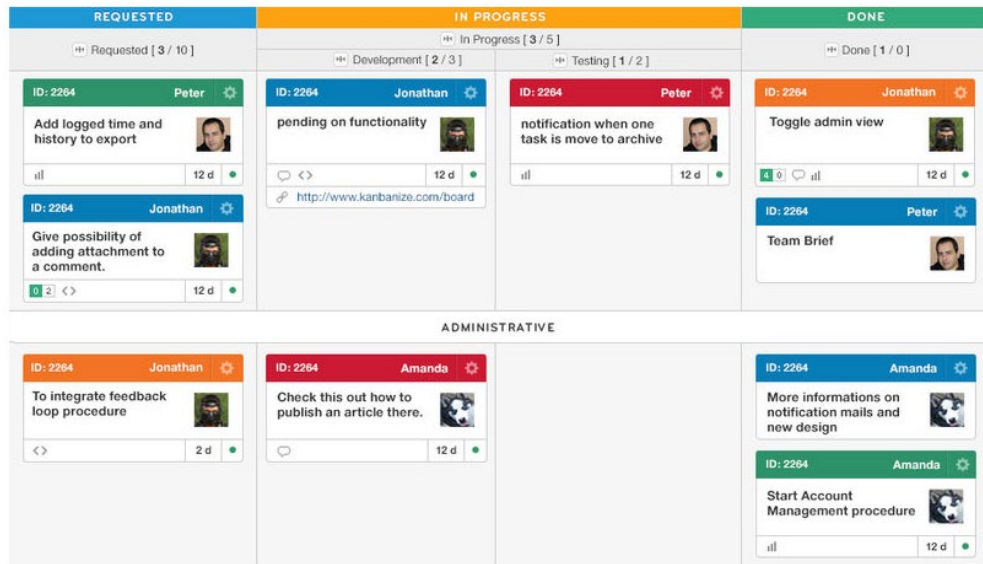 REQUESTED
IN PROGRESS
DONE
Requested [ 3 / 10 ]
In Progress [ 3 / 5 ]
Development [ 2 / 3 ]
Testing [ 1 / 2 ]
Done [ 1 / 0 ]
ID: 2264 Peter
Add logged time and
history to export
12 d
ID: 2264 Jonathan
Give possibility of
adding attachment to
a comment.
0 2
12 d
ID: 2264 Jonathan
pending on functionality
12 d
http://www.kanbanize.com/board
ID: 2264 Peter
notification when one
task is move to archive
12 d
ID: 2264 Jonathan
Toggle admin view
4 0
12 d
ID: 2264 Peter
Team Brief
ADMINISTRATIVE
ID: 2264 Jonathan
To integrate feedback
loop procedure
2 d
ID: 2264 Amanda
Check this out how to
publish an article there.
12 d
ID: 2264 Amanda
More informations on
notification mails and
new design
ID: 2264 Amanda
Start Account
Management procedure
12 d